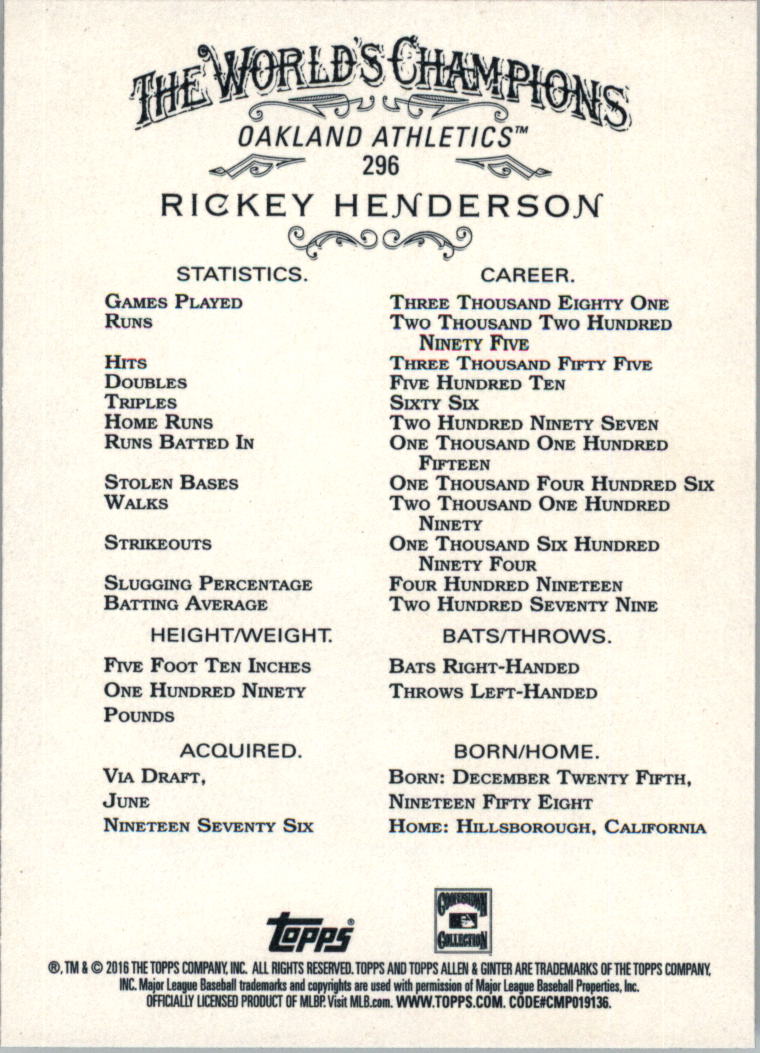 THE WORLD'S CHAMPIONS
OAKLAND ATHLETICS™
296
RICKEY HENDERSON
STATISTICS. CAREER.
GAMES PLAYED THREE THOUSAND EIGHTY ONE
RUNS TWO THOUSAND TWO HUNDRED
NINETY FIVE
HITS THREE THOUSAND FIFTY FIVE
DOUBLES FIVE HUNDRED TEN
TRIPLES SIXTY SIX
HOME RUNS TWO HUNDRED NINETY SEVEN
RUNS BATTED IN ONE THOUSAND ONE HUNDRED
FIFTEEN
STOLEN BASES ONE THOUSAND FOUR HUNDRED SIX
WALKS TWO THOUSAND ONE HUNDRED
NINETY
STRIKEOUTS ONE THOUSAND SIX HUNDRED
NINETY FOUR
SLUGGING PERCENTAGE FOUR HUNDRED NINETEEN
BATTING AVERAGE TWO HUNDRED SEVENTY NINE
HEIGHT/WEIGHT. BATS/THROWS.
FIVE FOOT TEN INCHES BATS RIGHT-HANDED
ONE HUNDRED NINETY THROWS LEFT-HANDED
POUNDS
ACQUIRED. BORN/HOME.
VIA DRAFT, BORN: DECEMBER TWENTY FIFTH,
JUNE NINETEEN FIFTY EIGHT
NINETEEN SEVENTY SIX HOME: HILLSBOROUGH, CALIFORNIA
COOPERSTOWN
topps®
COLLECTION
®, TM & © 2016 THE TOPPS COMPANY, INC. ALL RIGHTS RESERVED. TOPPS AND TOPPS ALLEN & GINTER ARE TRADEMARKS OF THE TOPPS COMPANY,
INC. Major League Baseball trademarks and copyrights are used with permission of Major League Baseball Properties, Inc.
OFFICIALLY LICENSED PRODUCT OF MLBP. Visit MLB.com. WWW.TOPPS.COM. CODE#CMP019136.